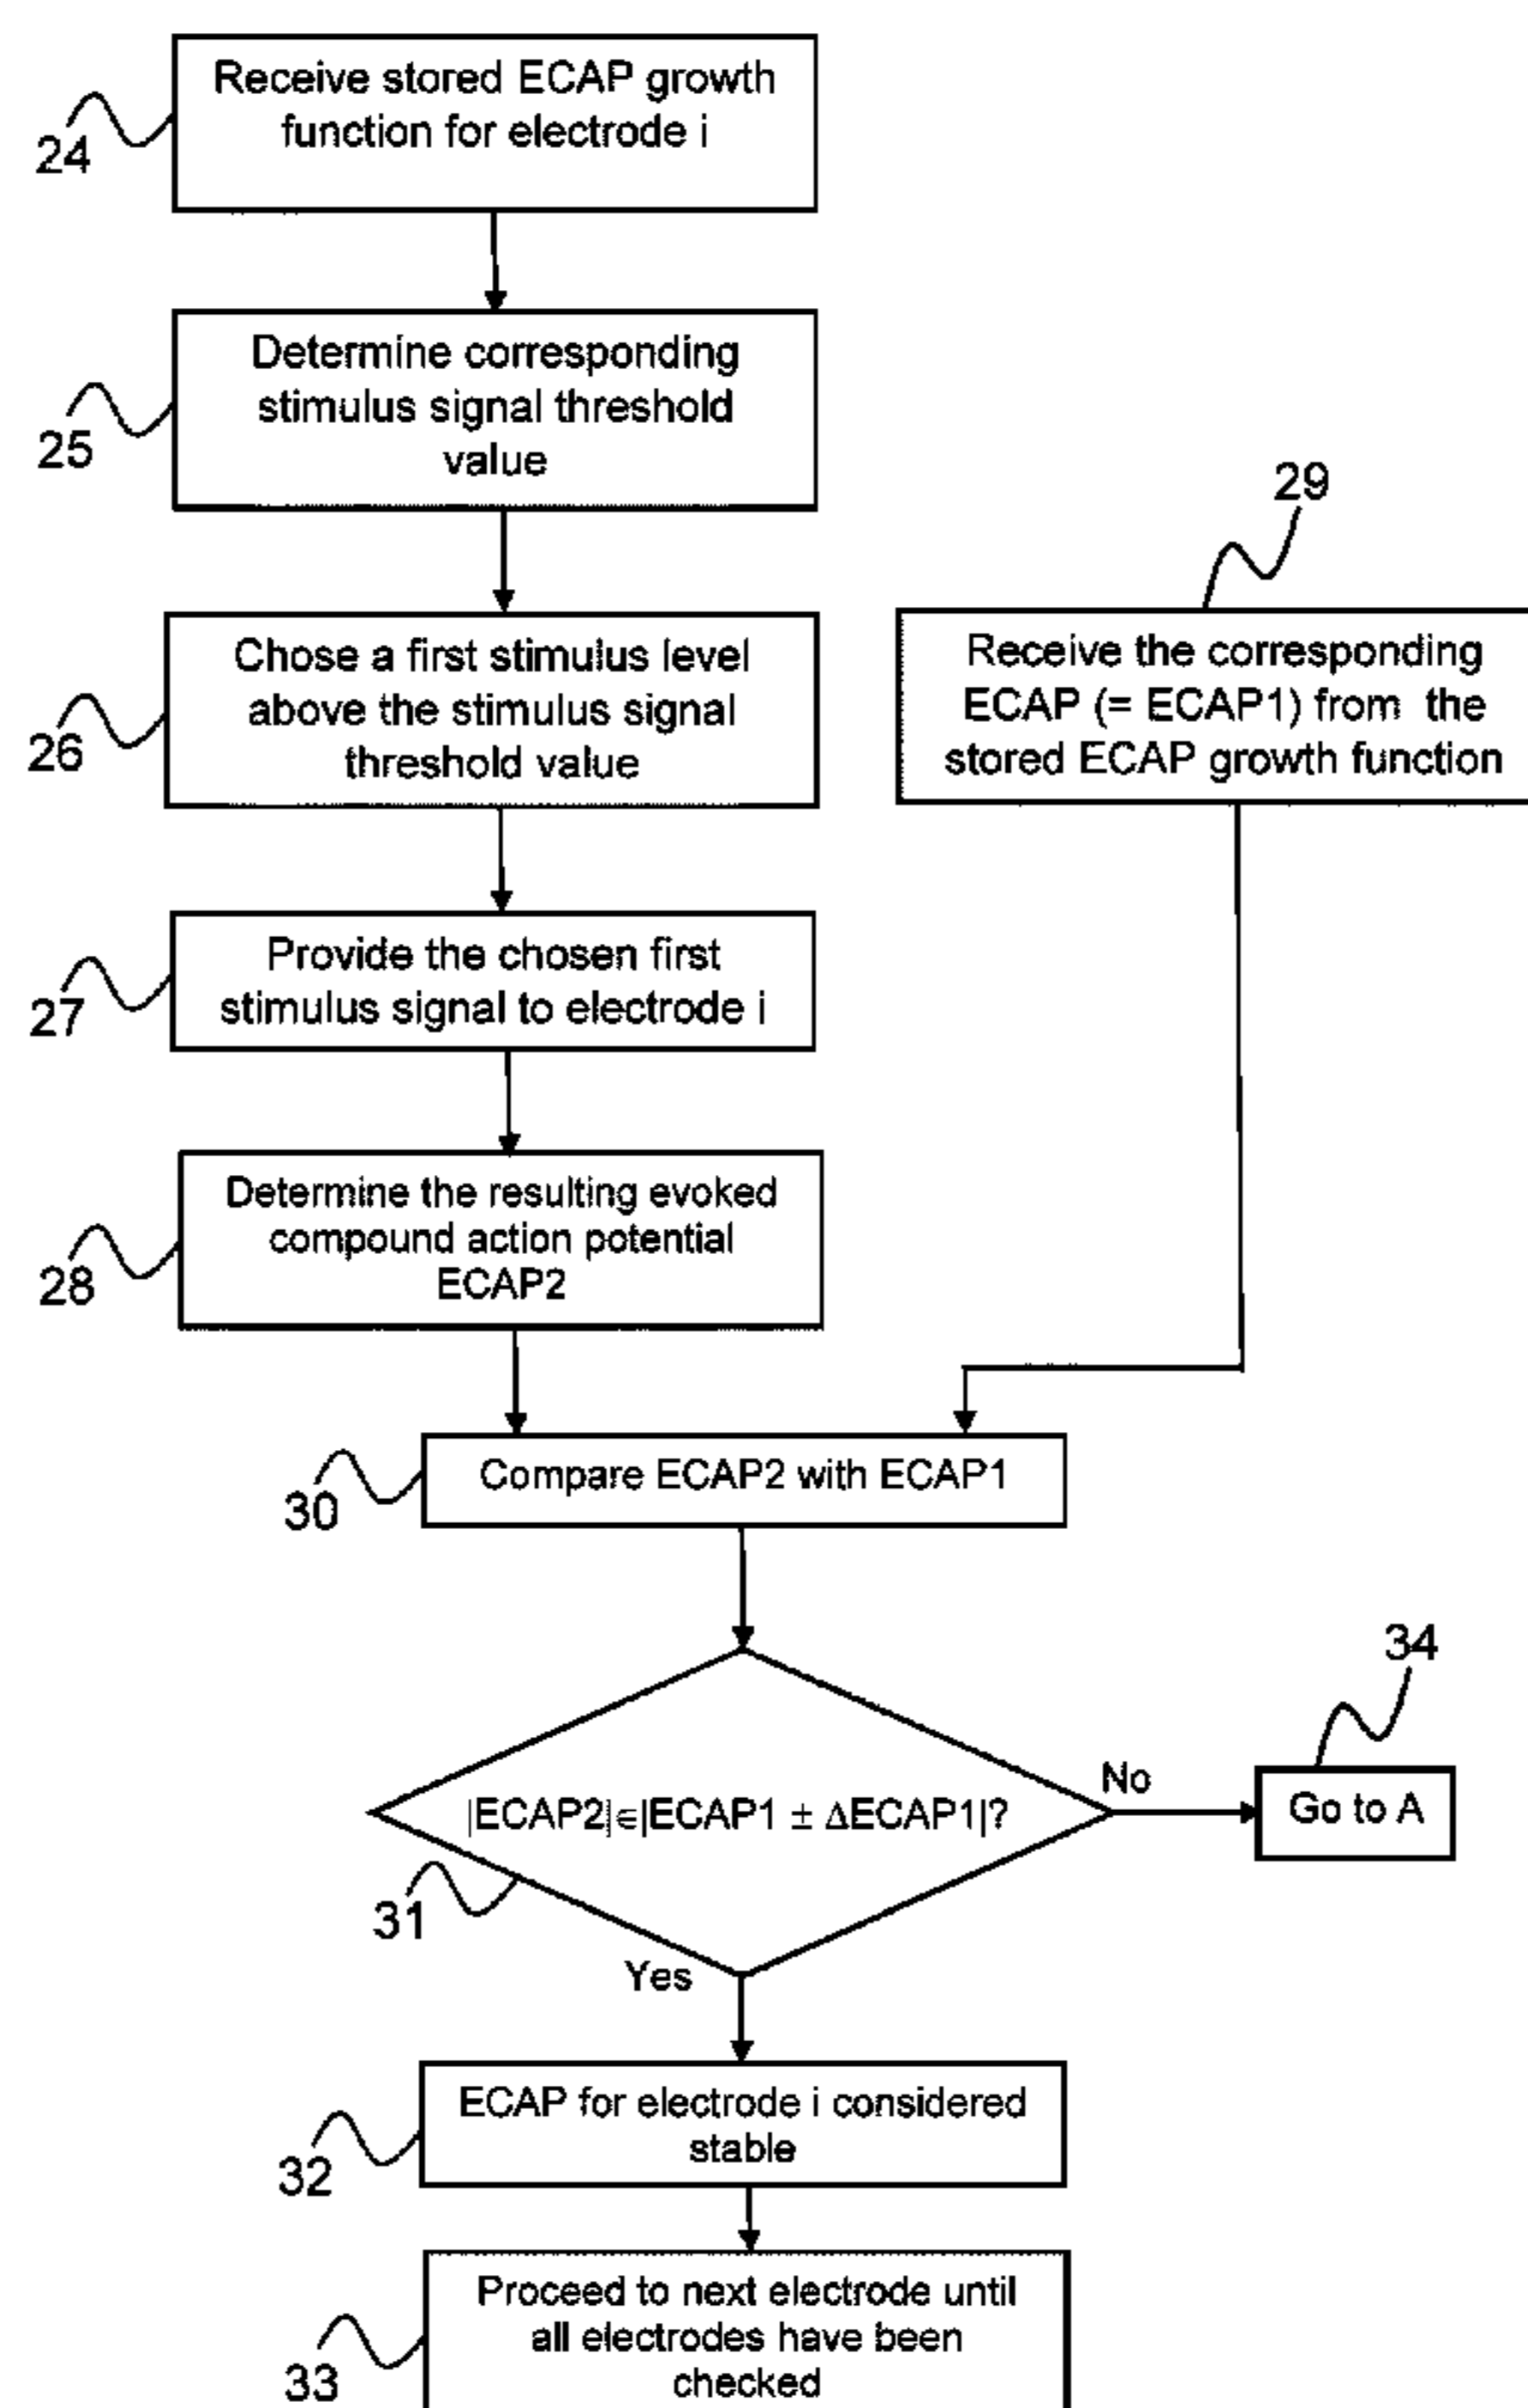 Receive stored ECAP growth
function for electrode i
24
Determine corresponding
stimulus signal threshold
value
25
29
Chose a first stimulus level
above the stimulus signal
threshold value
26
Receive the corresponding
ECAP (= ECAP1) from the
stored ECAP growth function
Provide the chosen first
stimulus signal to electrode i
27
Determine the resulting evoked
compound action potential
ECAP2
28
Compare ECAP2 with ECAP1
30
34
|ECAP2|∈|ECAP1 ± ΔECAP1|?
No
Go to A
31
Yes
ECAP for electrode i considered
stable
32
Proceed to next electrode until
all electrodes have been
checked
33